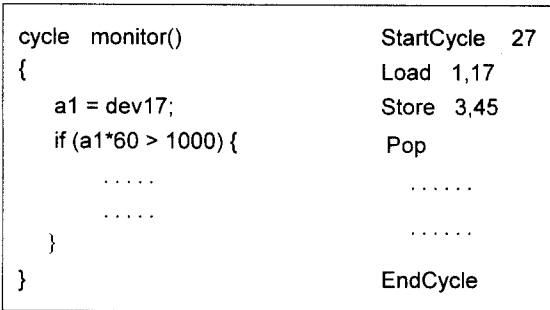 cycle monitor() StartCycle 27
{ Load 1,17
a1 = dev17; Store 3,45
if (a1*60 > 1000) { Pop
. . . . . . . . . . .
. . . . . . . . . . .
}
} EndCycle